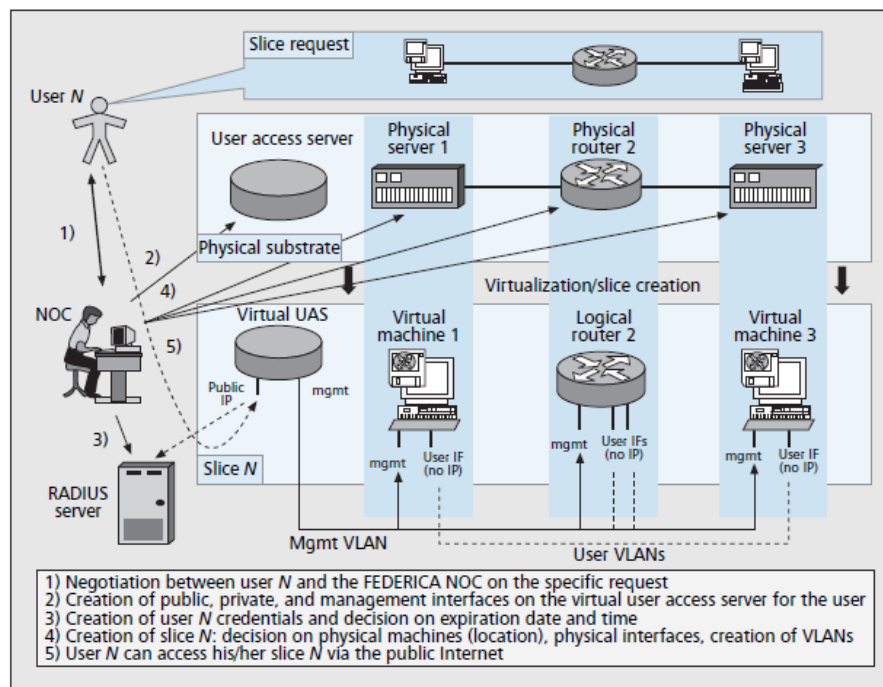 Slice request
User N
User access server
Physical
server 1
Physical
router 2
Physical
server 3
1)
2)
Physical substrate
4)
Virtualization/slice creation
NOC
Virtual UAS
Virtual
machine 1
Logical
router 2
Virtual
machine 3
5)
Public
IP
mgmt
3)
mgmt
User IF
(no IP)
User IFs
(no IP)
mgmt
User IF
(no IP)
Slice N
RADIUS
server
Mgmt VLAN
User VLANs
1) Negotiation between user N and the FEDERICA NOC on the specific request
2) Creation of public, private, and management interfaces on the virtual user access server for the user
3) Creation of user N credentials and decision on expiration date and time
4) Creation of slice N: decision on physical machines (location), physical interfaces, creation of VLANs
5) User N can access his/her slice N via the public Internet